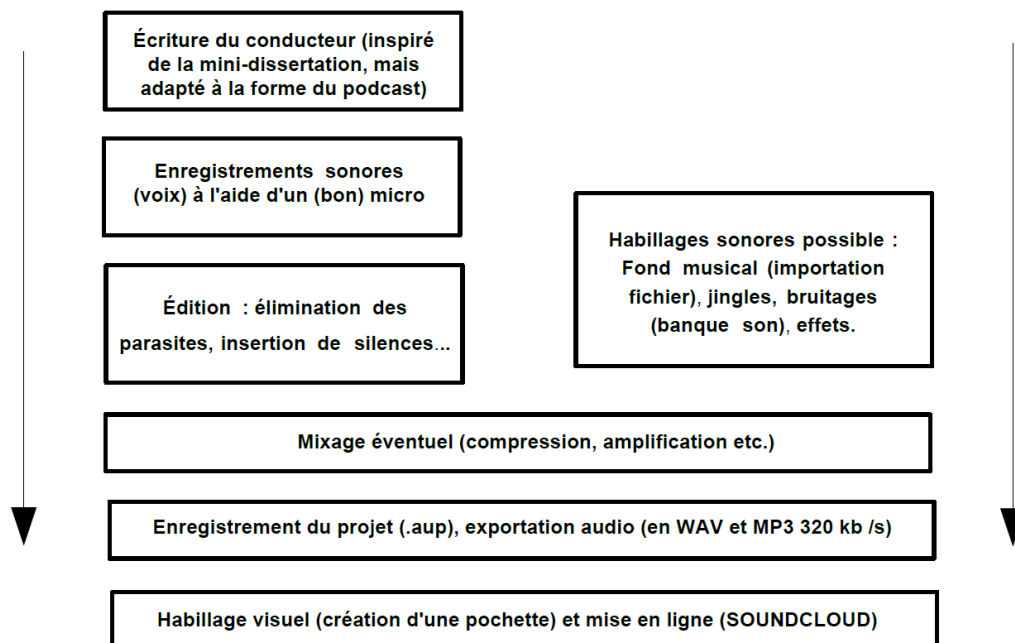 Écriture du conducteur (inspiré
de la mini-dissertation, mais
adapté à la forme du podcast)
Enregistrements sonores
(voix) à l'aide d'un (bon) micro
Habillages sonores possible :
Fond musical (importation
fichier), jingles, bruitages
(banque son), effets.
Édition : élimination des
parasites, insertion de silences...
Mixage éventuel (compression, amplification etc.)
Enregistrement du projet (.aup), exportation audio (en WAV et MP3 320 kb /s)
Habillage visuel (création d'une pochette) et mise en ligne (SOUNDCLOUD)